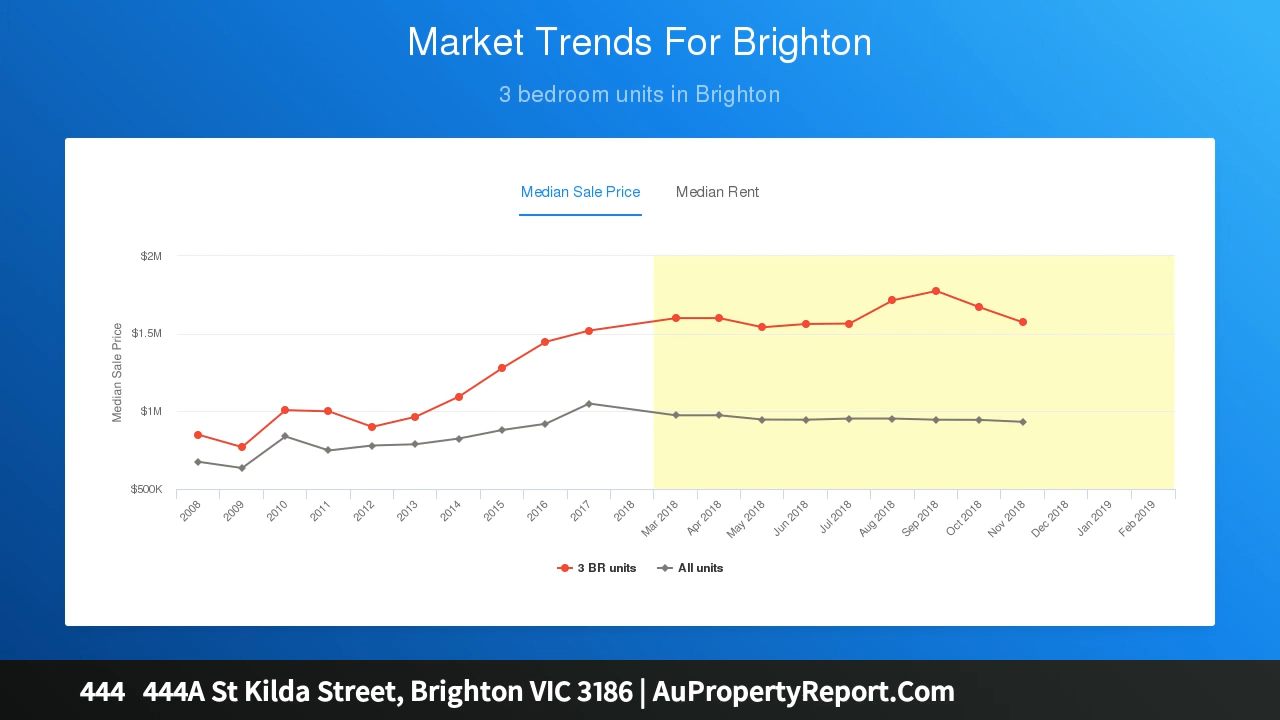 Market Trends For Brighton
3 bedroom units in Brighton
Median Sale Price Median Rent
Median Sale Price
$2M
$1.5M
$1M
$500K
2008 2009 2010 2011 2012 2013 2014 2015 2016 2017 2018 Mar 2018 Apr 2018 May 2018 Jun 2018 Jul 2018 Aug 2018 Sep 2018 Oct 2018 Nov 2018 Dec 2018 Jan 2019 Feb 2019
3 BR units All units
444 444A St Kilda Street, Brighton VIC 3186 | AuPropertyReport.Com